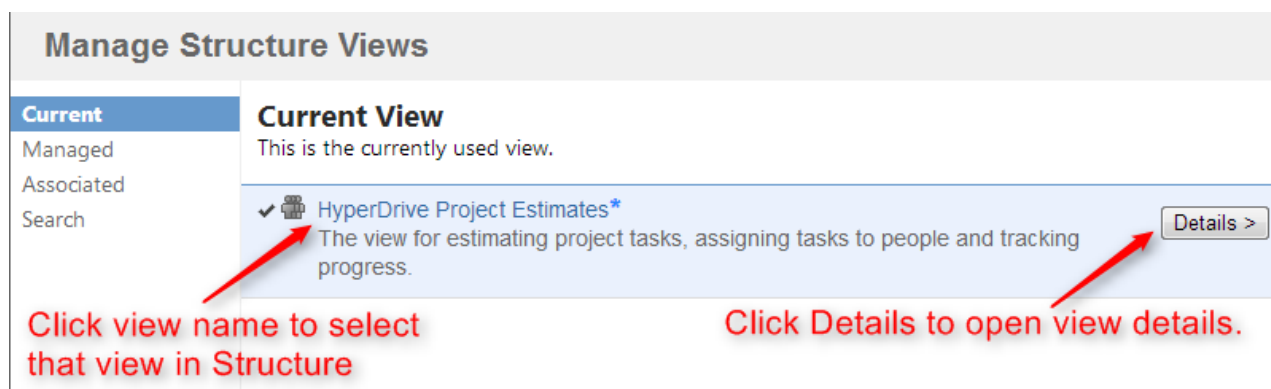 Manage Structure Views
Current
Managed
Associated
Search
Current View
This is the currently used view.
HyperDrive Project Estimates*
The view for estimating project tasks, assigning tasks to people and tracking
progress.
Details >
Click view name to select
that view in Structure
Click Details to open view details.